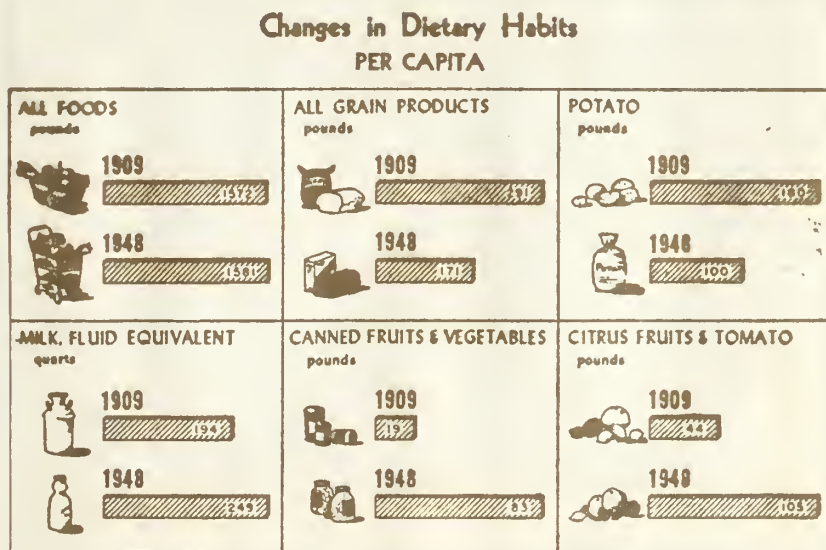 Changes in Dietary Habits
PER CAPITA
ALL FOODS
pounds
1909
1948
1581
ALL GRAIN PRODUCTS
pounds
1909
291
1948
171
POTATO
pounds
1909
1948
100
MILK, FLUID EQUIVALENT
quarts
1909
194
1948
249
CANNED FRUITS & VEGETABLES
pounds
1909
19
1948
CITRUS FRUITS & TOMATO
pounds
1909
44
1948